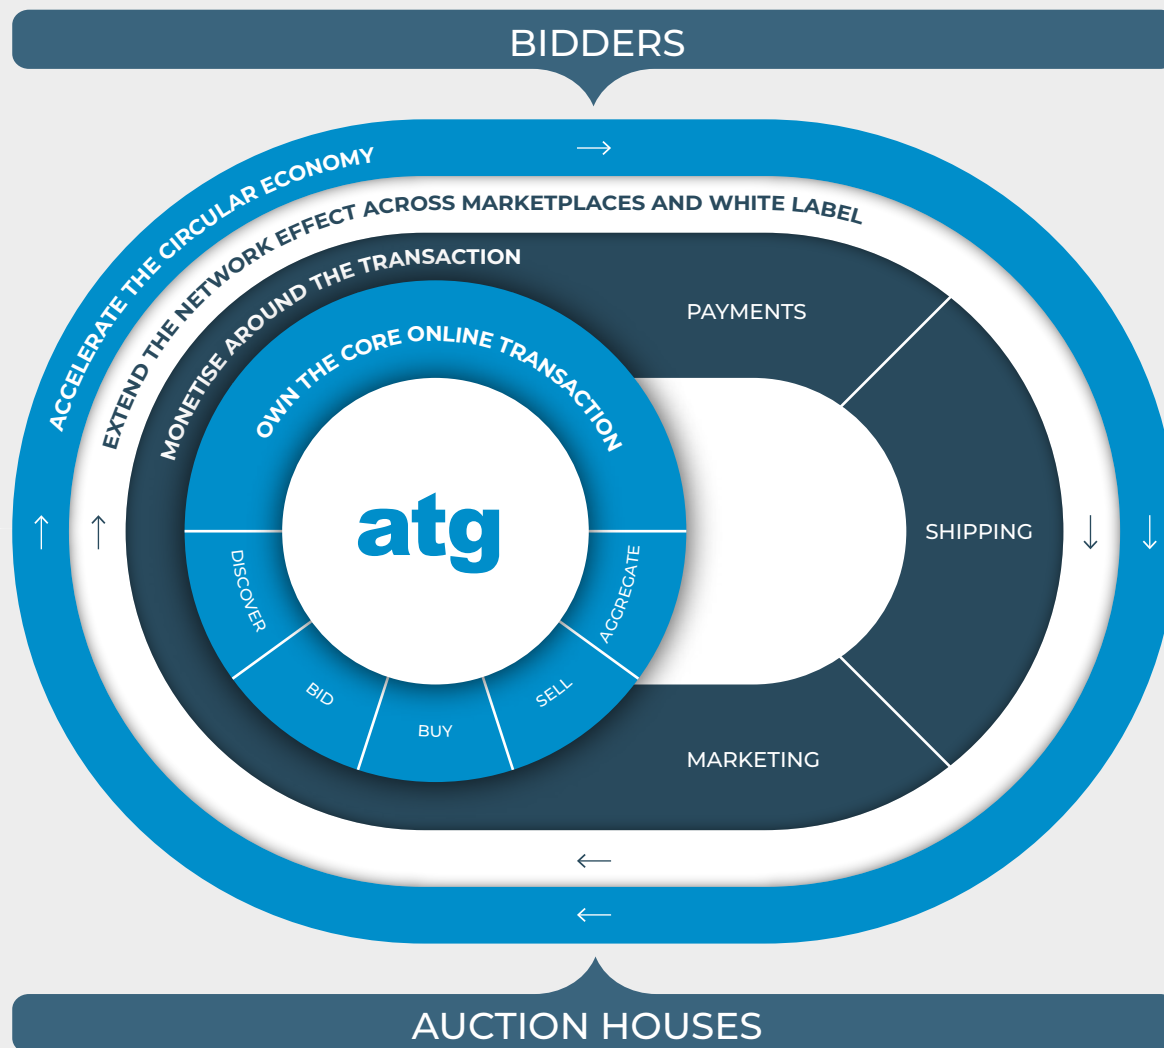 BIDDERS
ACCELERATE THE CIRCULAR ECONOMY
EXTEND THE NETWORK EFFECT ACROSS MARKETPLACES AND WHITE LABEL
MONETISE AROUND THE TRANSACTION
OWN THE CORE ONLINE TRANSACTION
PAYMENTS
SHIPPING
MARKETING
atg
DISCOVER
BID
BUY
SELL
AGGREGATE
AUCTION HOUSES